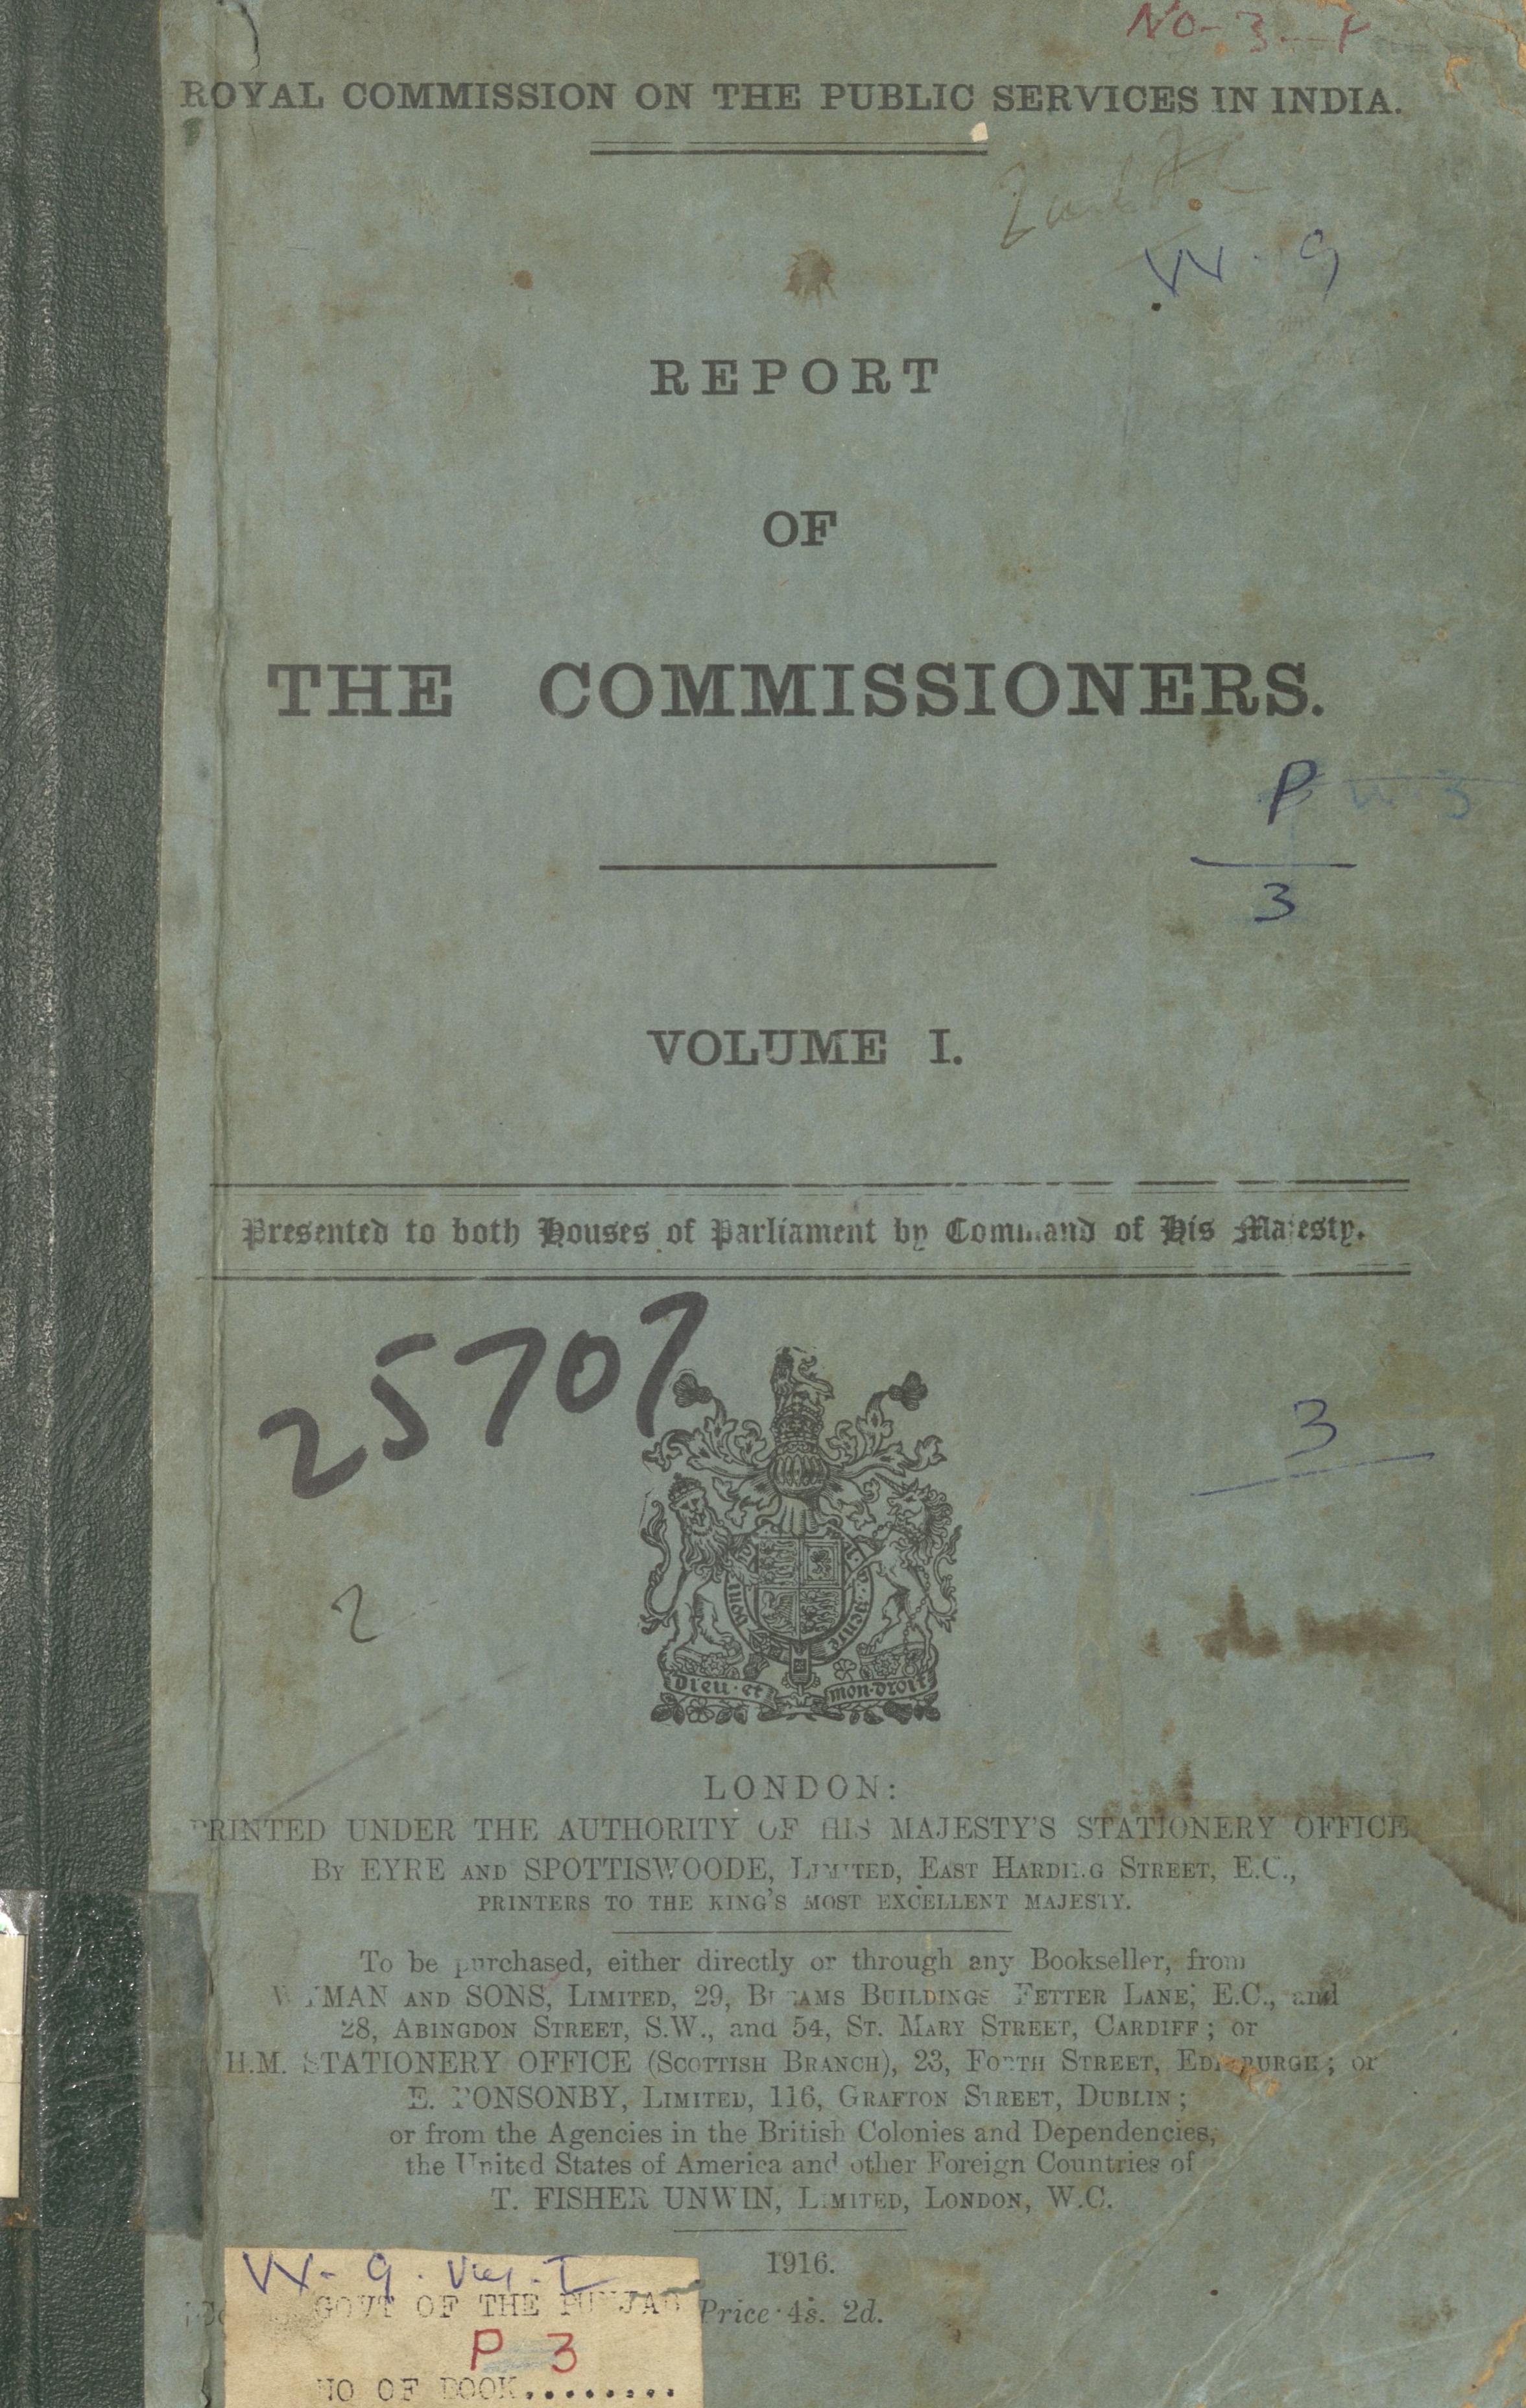 No-3-
ROYAL COMMISSION ON THE PUBLIC SERVICES IN INDIA.
W-9
REPORT
OF
THE COMMISSIONERS.
P
3
W-3
VOLUME I.
Presented to both Houses of Parliament by Command of His Majesty.
25707
3
2
Dieu et mon droit
LONDON:
PRINTED UNDER THE AUTHORITY OF HIS MAJESTY'S STATIONERY OFFICE
By EYRE AND SPOTTISWOODE, LIMITED, EAST HARDING STREET, E.C.,
PRINTERS TO THE KING'S MOST EXCELLENT MAJESTY.
To be purchased, either directly or through any Bookseller, from
WYMAN AND SONS, LIMITED, 29, BREAMS BUILDINGS FETTER LANE, E.C., and
28, ABINGDON STREET, S.W., and 54, ST. MARY STREET, CARDIFF; or
H.M. STATIONERY OFFICE (SCOTTISH BRANCH), 23, FORTH STREET, EDINBURGH; or
E. PONSONBY, LIMITED, 116, GRAFTON STREET, DUBLIN;
or from the Agencies in the British Colonies and Dependencies,
the United States of America and other Foreign Countries of
T. FISHER UNWIN, LIMITED, LONDON, W.C.
1916.
Price 4s. 2d.
W-9. Vol. I
GOVT OF THE PUNJAB
P 3
NO OF BOOK.........